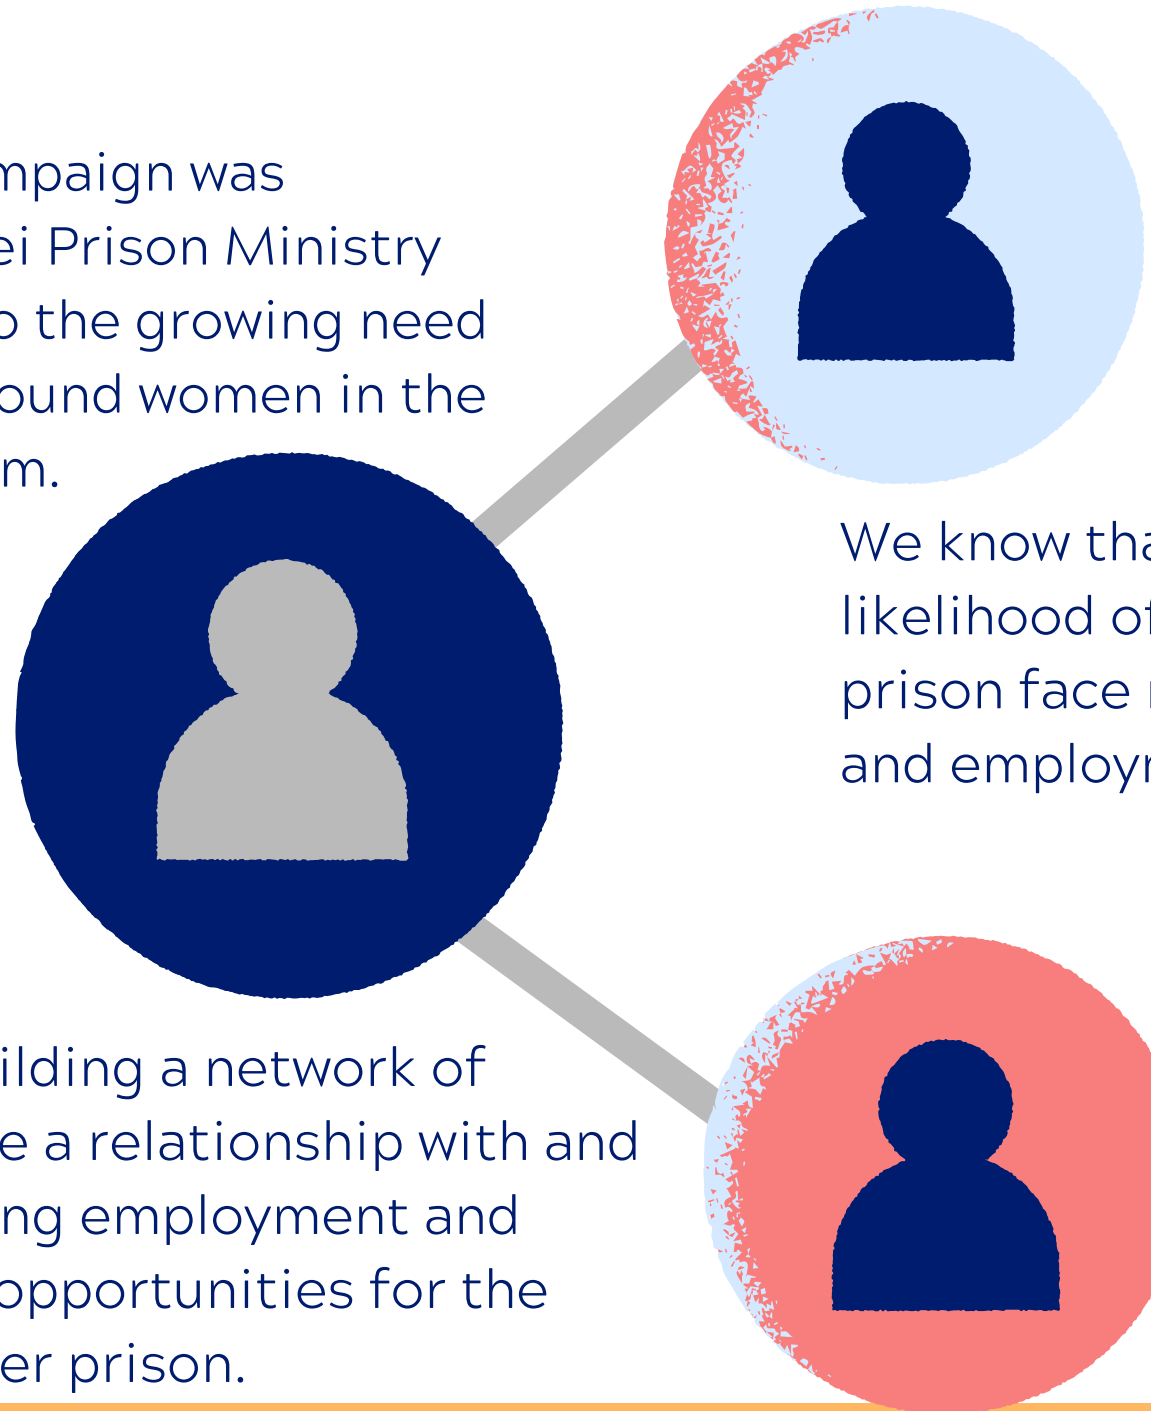 mpaign was
ei Prison Ministry
o the growing need
ound women in the
m.
We know tha
likelihood of
prison face
and employ
ilding a network of
e a relationship with and
ng employment and
opportunities for the
er prison.